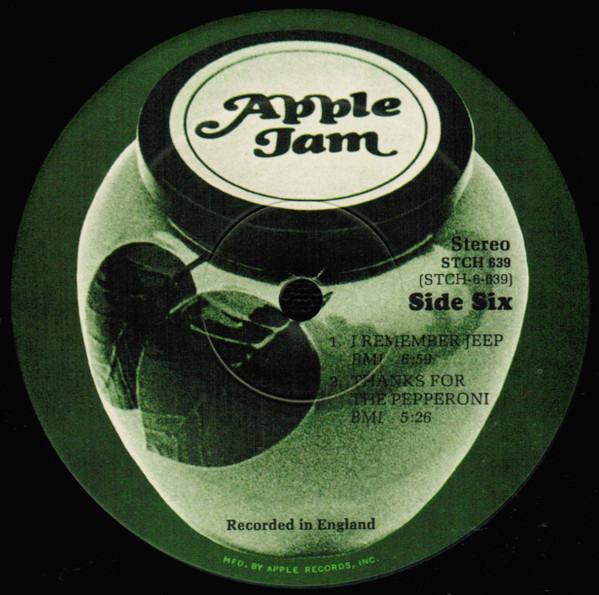 Apple
Jam
Stereo
STCH 639
(STCH-6-639)
Side Six
1. I REMEMBER JEEP
BMI 6:59
2. THANKS FOR
THE PEPPERONI
BMI 5:26
Recorded in England
MFD. BY APPLE RECORDS, INC.